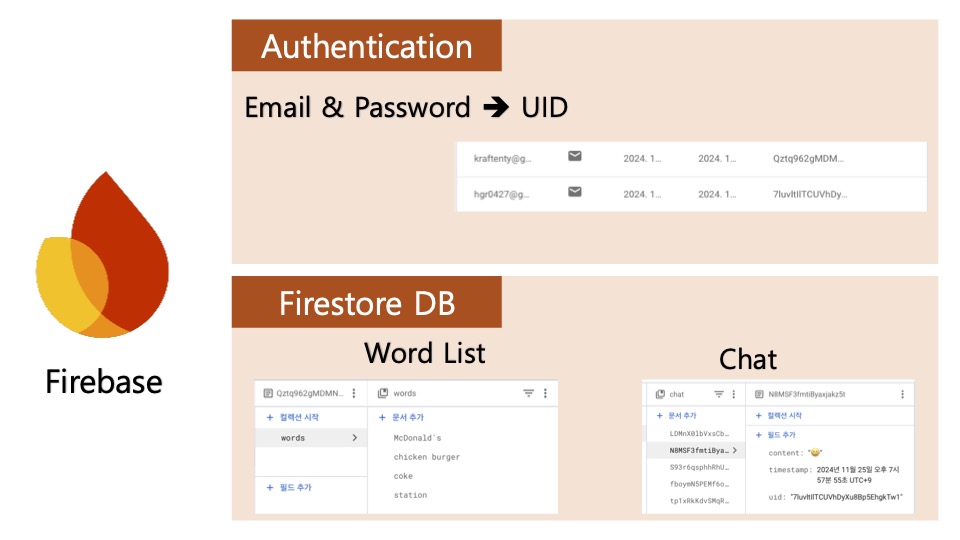 Authentication
Email & Password ➔ UID
kraftenty@g... 2024. 1... 2024. 1... Qztq962gMDM...
hgr0427@g... 2024. 1... 2024. 1... 7luvltIlTCUVhDy...
Firebase
Firestore DB
Word List
Qztq962gMDMN... words
+ 컬렉션 시작 + 문서 추가
words McDonald's
chicken burger
coke
+ 필드 추가 station
Chat
chat N8MSF3fmtiByaxjakz5t
+ 문서 추가 + 컬렉션 시작
LDMnX0lbVxsCb... + 필드 추가
N8MSF3fmtiBya... content: "😄"
S93r6qsphhRhU... timestamp: 2024년 11월 25일 오후 7시
fboymN5PEMf6o... 57분 55초 UTC+9
tp1xRkKdvSMqR... uid: "7luvltIlTCUVhDyXu8Bp5EhgkTw1"